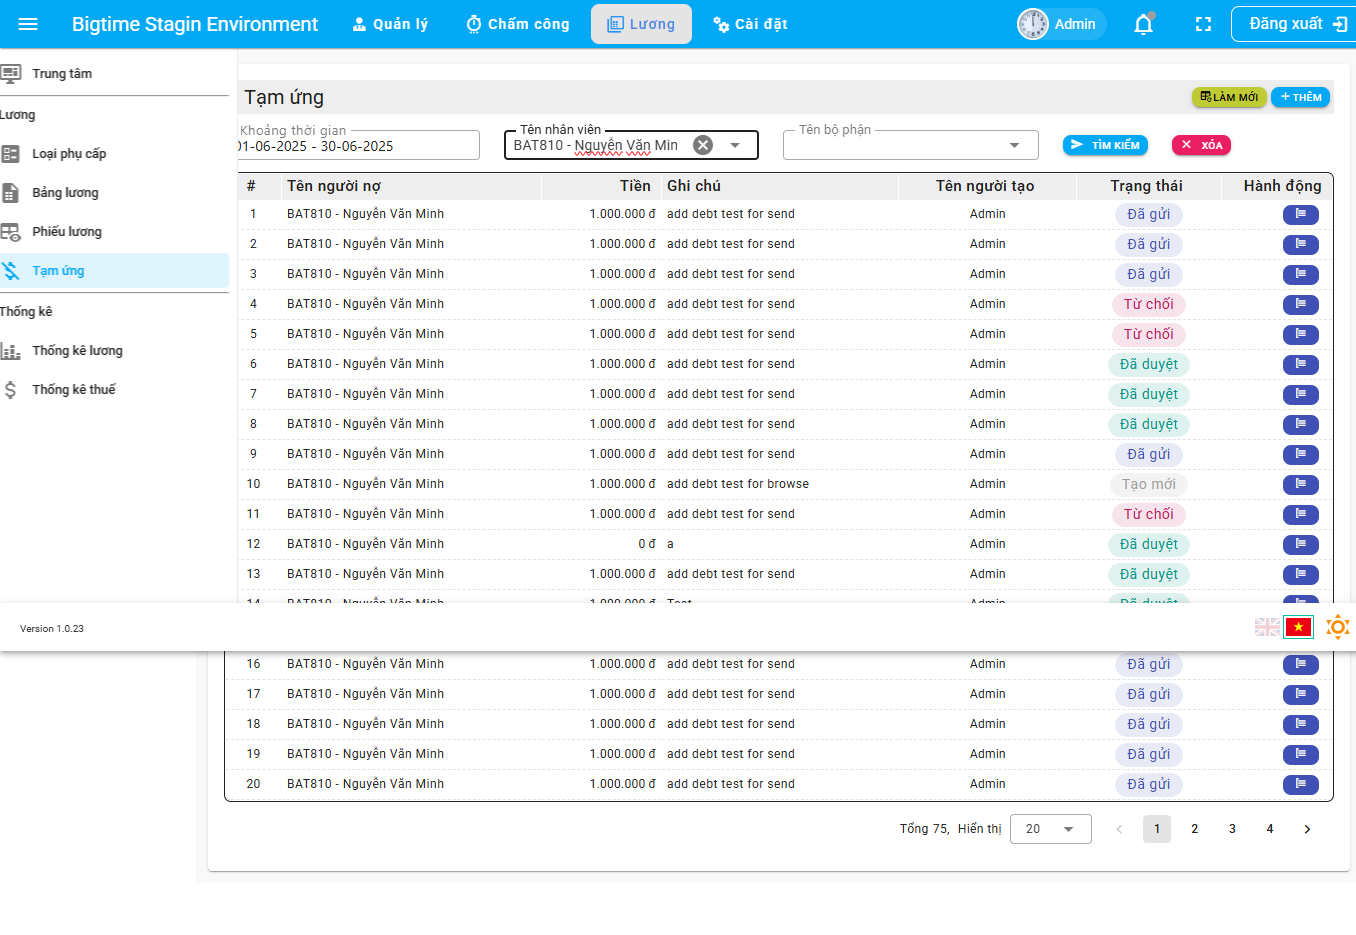 Bigtime Stagin Environment Quản lý Chấm công Lương Cài đặt Admin Đăng xuất
Trung tâm
Lương
Loại phụ cấp
Bảng lương
Phiếu lương
Tạm ứng
Thống kê
Thống kê lương
Thống kê thuế
Tạm ứng LÀM MỚI + THÊM
Khoảng thời gian Tên nhân viên Tên bộ phận
01-06-2025 - 30-06-2025 BAT810 - Nguyễn Văn Min TÌM KIẾM XÓA
# Tên người nợ Tiền Ghi chú Tên người tạo Trạng thái Hành động
1 BAT810 - Nguyễn Văn Minh 1.000.000 đ add debt test for send Admin Đã gửi
2 BAT810 - Nguyễn Văn Minh 1.000.000 đ add debt test for send Admin Đã gửi
3 BAT810 - Nguyễn Văn Minh 1.000.000 đ add debt test for send Admin Đã gửi
4 BAT810 - Nguyễn Văn Minh 1.000.000 đ add debt test for send Admin Từ chối
5 BAT810 - Nguyễn Văn Minh 1.000.000 đ add debt test for send Admin Từ chối
6 BAT810 - Nguyễn Văn Minh 1.000.000 đ add debt test for send Admin Đã duyệt
7 BAT810 - Nguyễn Văn Minh 1.000.000 đ add debt test for send Admin Đã duyệt
8 BAT810 - Nguyễn Văn Minh 1.000.000 đ add debt test for send Admin Đã duyệt
9 BAT810 - Nguyễn Văn Minh 1.000.000 đ add debt test for send Admin Đã gửi
10 BAT810 - Nguyễn Văn Minh 1.000.000 đ add debt test for browse Admin Tạo mới
11 BAT810 - Nguyễn Văn Minh 1.000.000 đ add debt test for send Admin Từ chối
12 BAT810 - Nguyễn Văn Minh 0 đ a Admin Đã duyệt
13 BAT810 - Nguyễn Văn Minh 1.000.000 đ add debt test for send Admin Đã duyệt
14 BAT810 - Nguyễn Văn Minh 1.000.000 đ Test Admin Đã duyệt
Version 1.0.23
16 BAT810 - Nguyễn Văn Minh 1.000.000 đ add debt test for send Admin Đã gửi
17 BAT810 - Nguyễn Văn Minh 1.000.000 đ add debt test for send Admin Đã gửi
18 BAT810 - Nguyễn Văn Minh 1.000.000 đ add debt test for send Admin Đã gửi
19 BAT810 - Nguyễn Văn Minh 1.000.000 đ add debt test for send Admin Đã gửi
20 BAT810 - Nguyễn Văn Minh 1.000.000 đ add debt test for send Admin Đã gửi
Tổng 75, Hiển thị 20 1 2 3 4